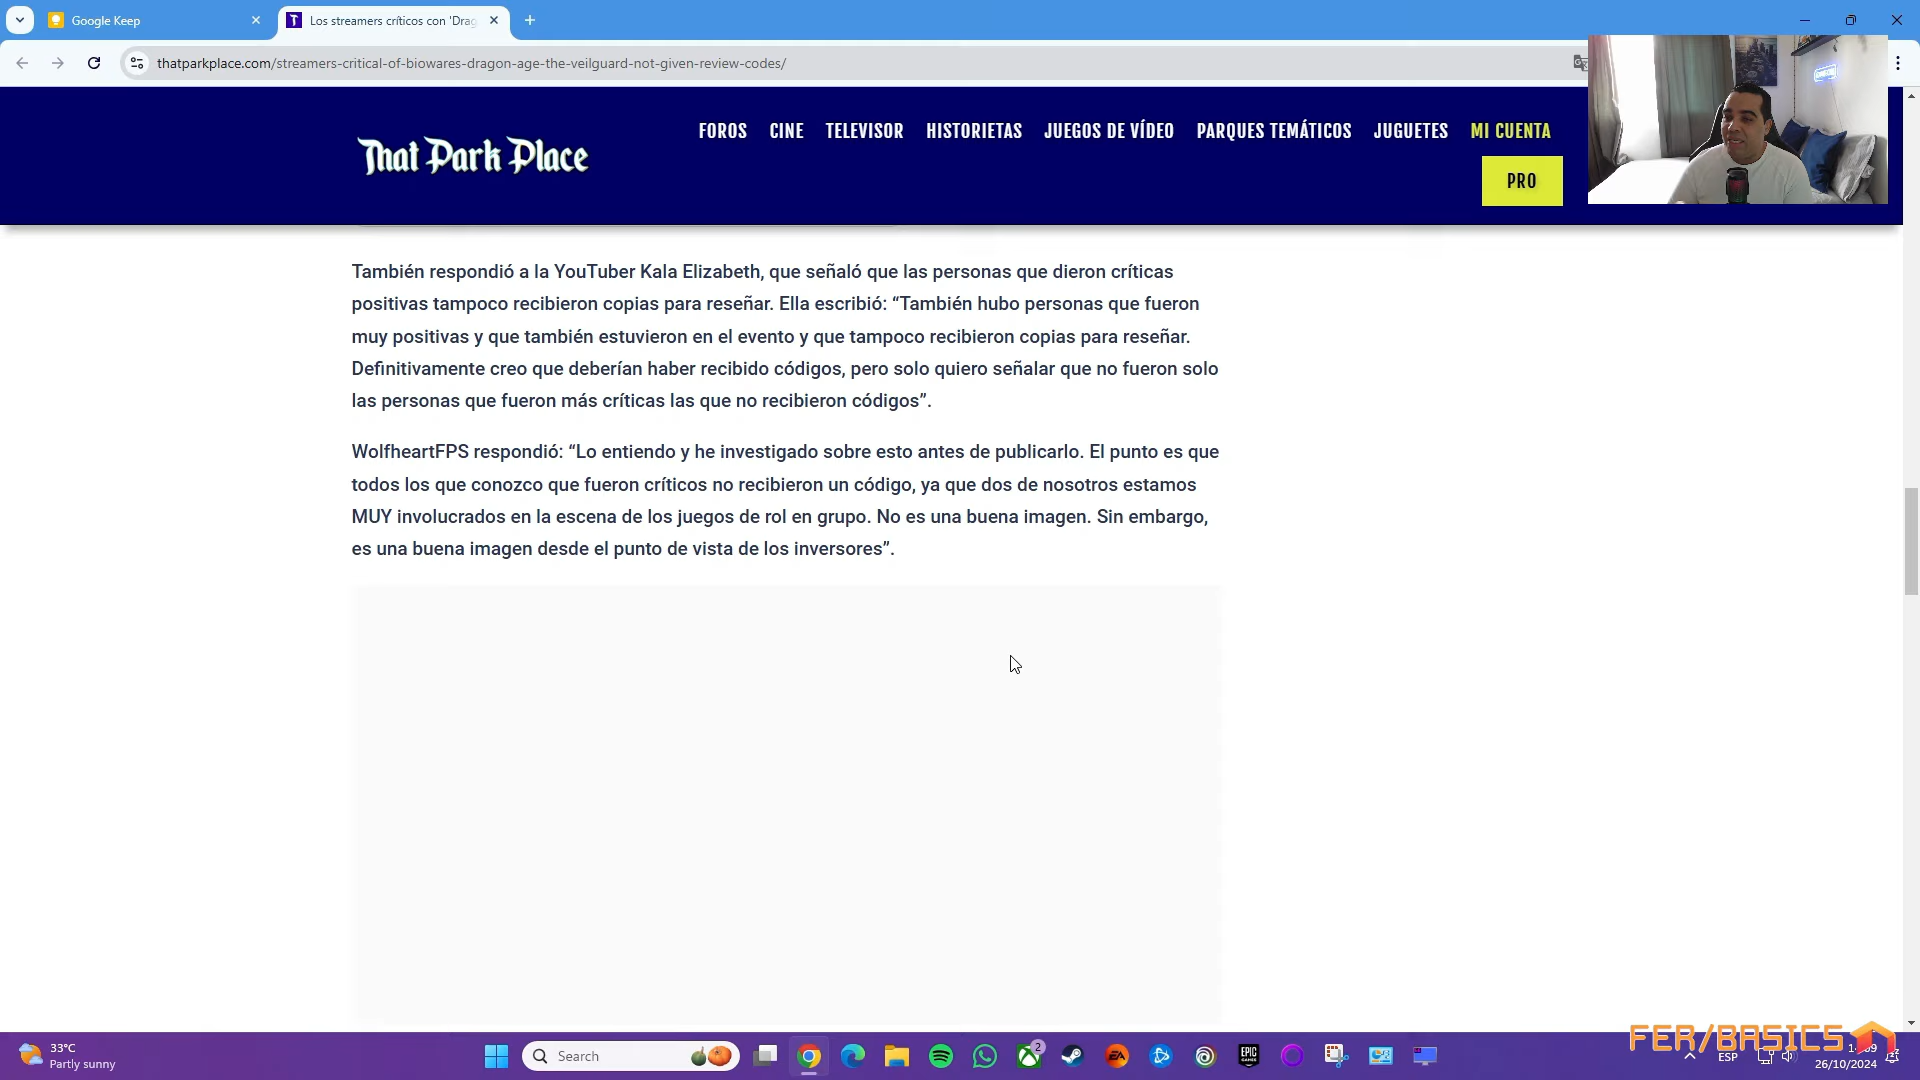 Google Keep
Los streamers críticos con 'Drag
thatparkplace.com/streamers-critical-of-biowares-dragon-age-the-veilguard-not-given-review-codes/
That Park Place
FOROS CINE TELEVISOR HISTORIETAS JUEGOS DE VÍDEO PARQUES TEMÁTICOS JUGUETES MI CUENTA
PRO
También respondió a la YouTuber Kala Elizabeth, que señaló que las personas que dieron críticas
positivas tampoco recibieron copias para reseñar. Ella escribió: “También hubo personas que fueron
muy positivas y que también estuvieron en el evento y que tampoco recibieron copias para reseñar.
Definitivamente creo que deberían haber recibido códigos, pero solo quiero señalar que no fueron solo
las personas que fueron más críticas las que no recibieron códigos”.
WolfheartFPS respondió: “Lo entiendo y he investigado sobre esto antes de publicarlo. El punto es que
todos los que conozco que fueron críticos no recibieron un código, ya que dos de nosotros estamos
MUY involucrados en la escena de los juegos de rol en grupo. No es una buena imagen. Sin embargo,
es una buena imagen desde el punto de vista de los inversores”.
FER/BASICS
33°C
Partly sunny
Search
2
EA
EPIC
GAMES
ESP
26/10/2024